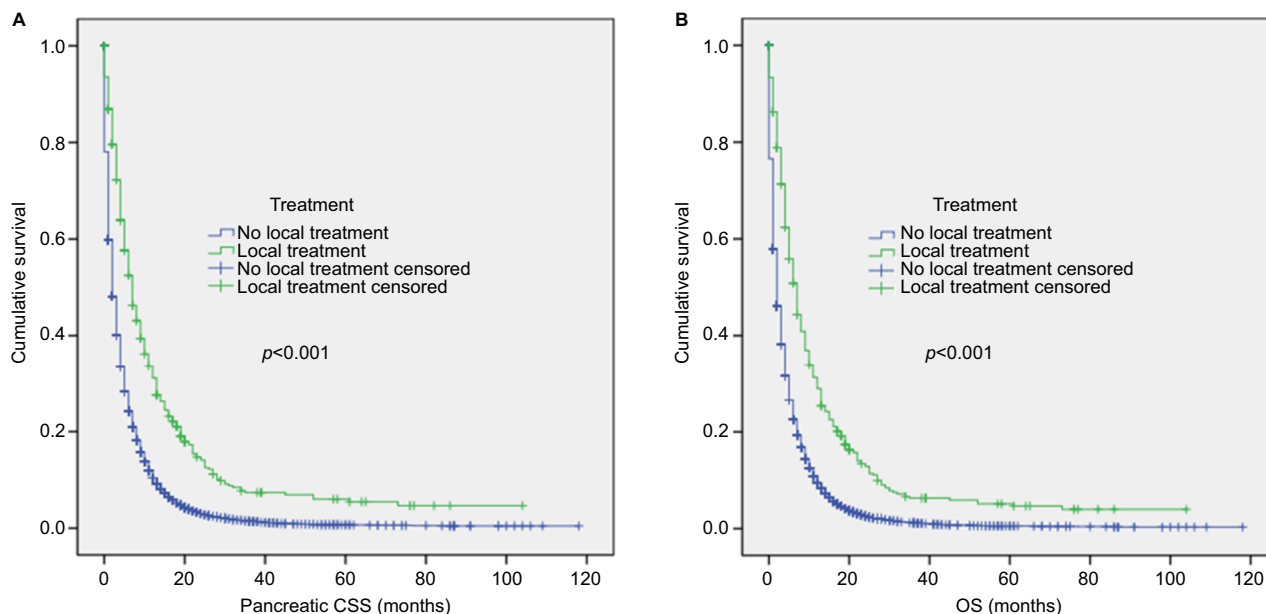 A
Cumulative survival
1.0
0.8
0.6
0.4
0.2
0.0
Treatment
No local treatment
Local treatment
No local treatment censored
Local treatment censored
p<0.001
0 20 40 60 80 100 120
Pancreatic CSS (months)
B
Cumulative survival
1.0
0.8
0.6
0.4
0.2
0.0
Treatment
No local treatment
Local treatment
No local treatment censored
Local treatment censored
p<0.001
0 20 40 60 80 100 120
OS (months)